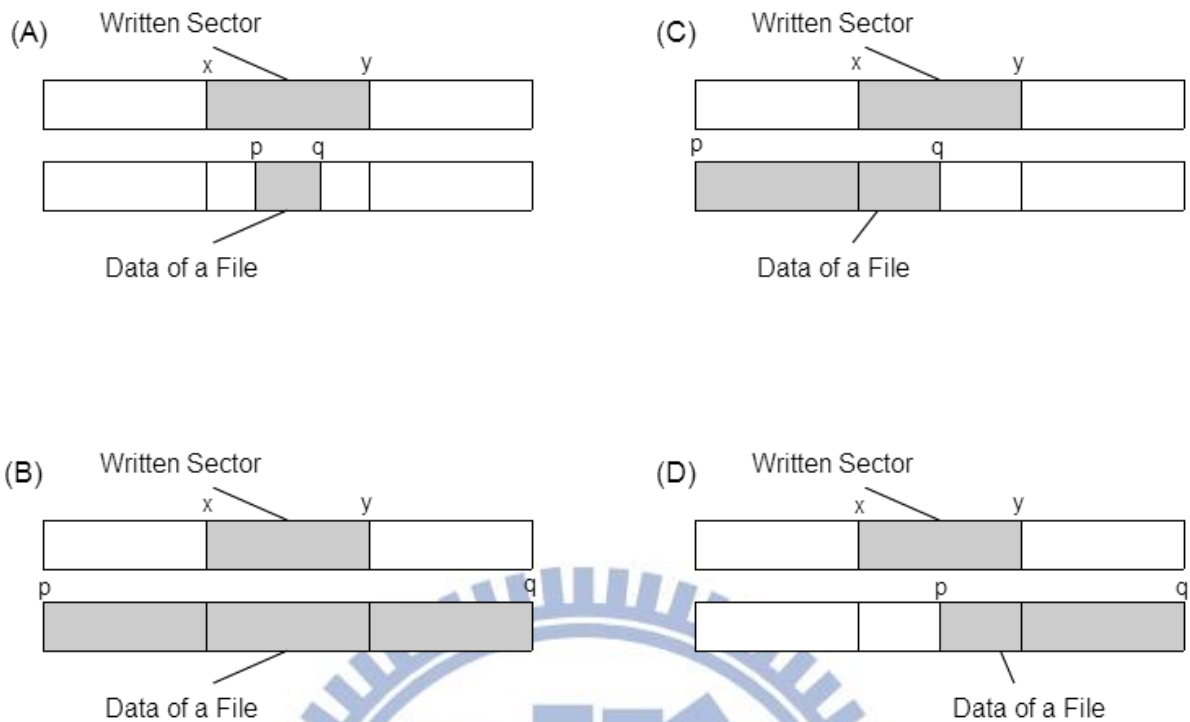 (A)
Written Sector
x y
p q
Data of a File
(C)
Written Sector
x y
p q
Data of a File
(B)
Written Sector
x y
p q
Data of a File
(D)
Written Sector
x y
p q
Data of a File